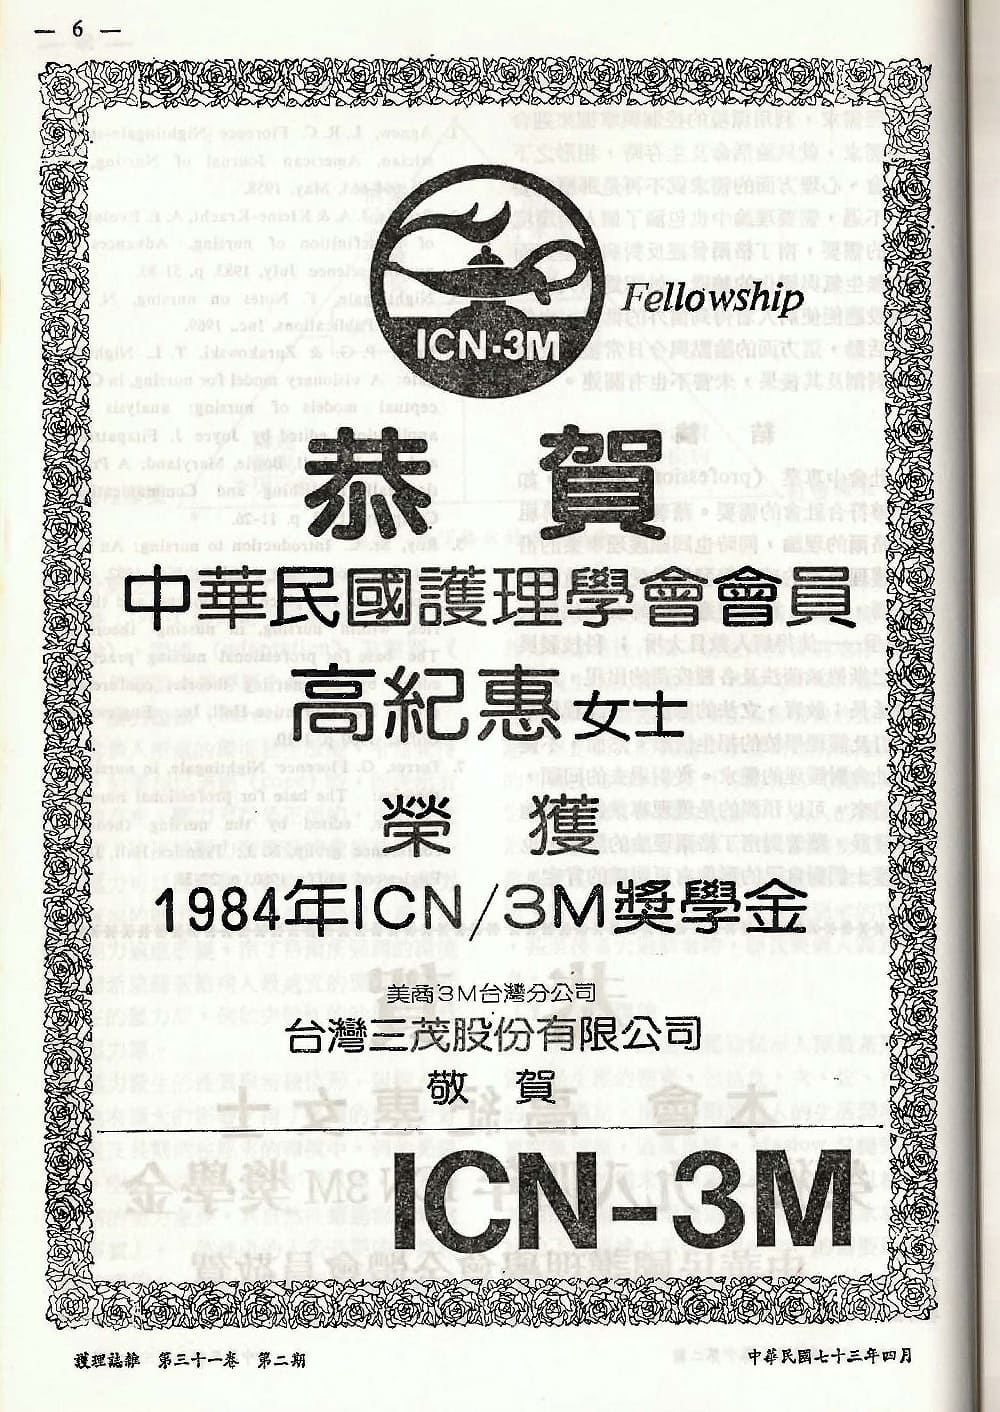 — 6 —
Fellowship
ICN-3M
恭賀
中華民國護理學會會員
高紀惠女士
榮獲
1984年ICN/3M獎學金
美商3M台灣分公司
台灣三茂股份有限公司
敬賀
ICN-3M
護理誌雜 第三十一卷 第二期
中華民國七十三年四月